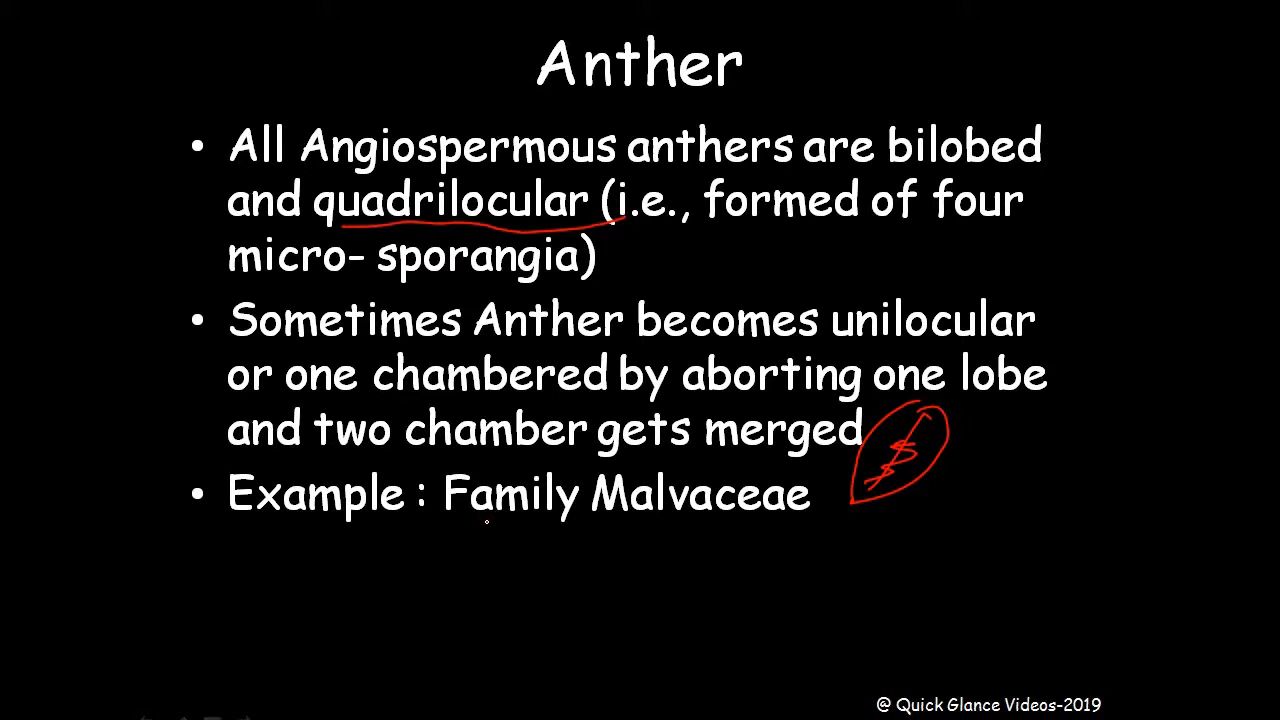 Anther
• All Angiospermous anthers are bilobed
and quadrilocular (i.e., formed of four
micro- sporangia)
• Sometimes Anther becomes unilocular
or one chambered by aborting one lobe
and two chamber gets merged
• Example : Family Malvaceae
@ Quick Glance Videos-2019